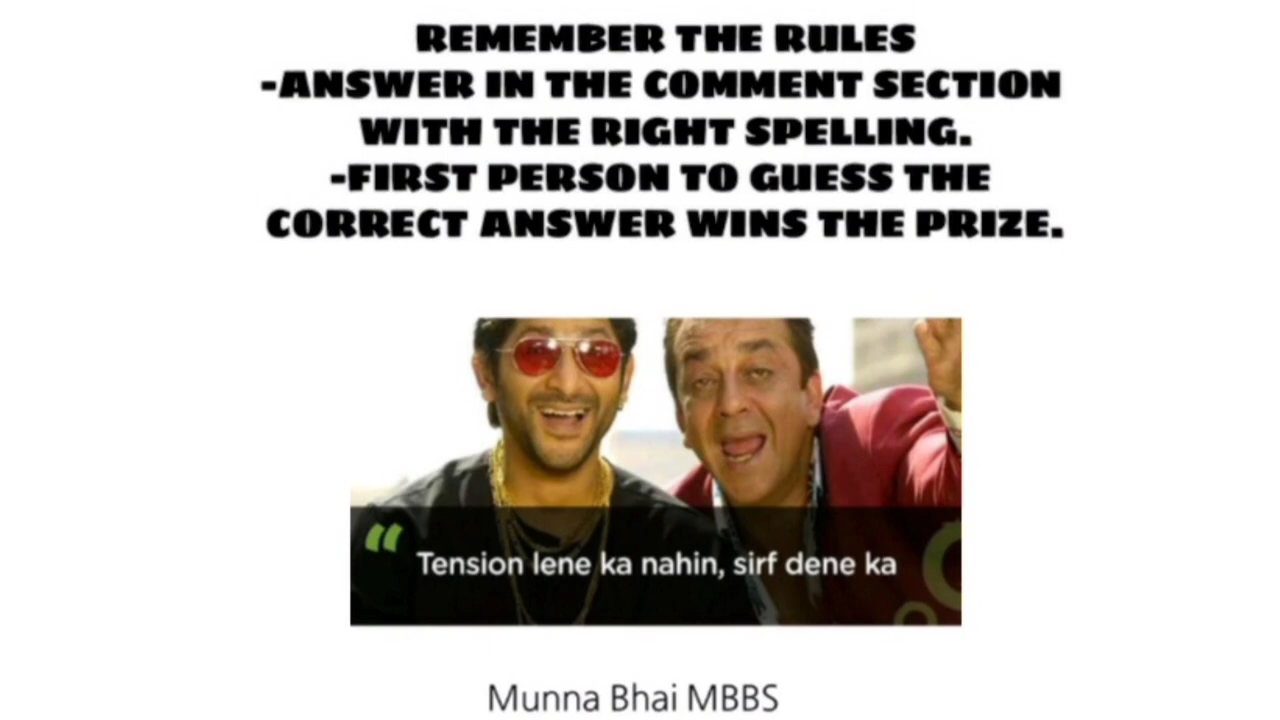 REMEMBER THE RULES
-ANSWER IN THE COMMENT SECTION
WITH THE RIGHT SPELLING.
-FIRST PERSON TO GUESS THE
CORRECT ANSWER WINS THE PRIZE.
“ Tension lene ka nahin, sirf dene ka
Munna Bhai MBBS